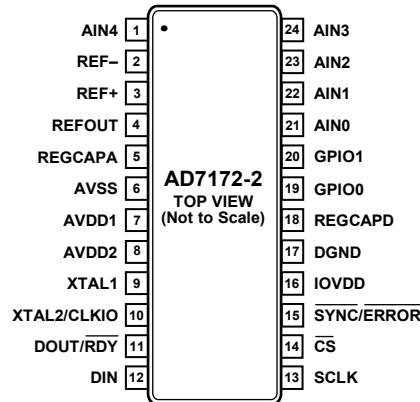 AIN4 1
REF– 2
REF+ 3
REFOUT 4
REGCAPA 5
AVSS 6
AVDD1 7
AVDD2 8
XTAL1 9
XTAL2/CLKIO 10
DOUT/RDY 11
DIN 12
AD7172-2
TOP VIEW
(Not to Scale)
24 AIN3
23 AIN2
22 AIN1
21 AIN0
20 GPIO1
19 GPIO0
18 REGCAPD
17 DGND
16 IOVDD
15 SYNC/ERROR
14 CS
13 SCLK